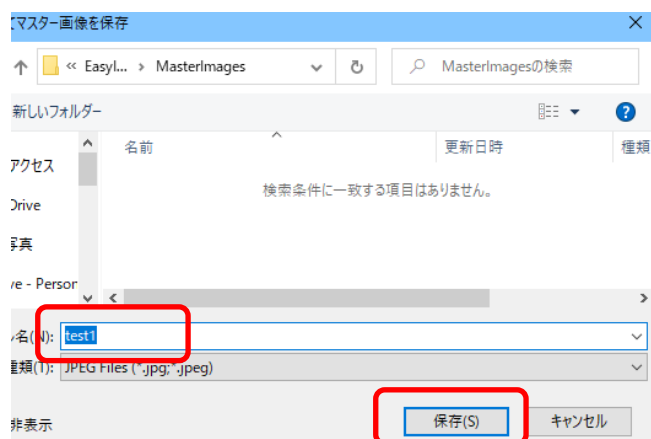 てマスター画像を保存
« EasyI... › MasterImages
MasterImagesの検索
新しいフォルダー
名前 更新日時 種類
アクセス
検索条件に一致する項目はありません。
Drive
写真
ve - Person
ル名(N): test1
種類(T): JPEG Files (*.jpg;*.jpeg)
非表示
保存(S) キャンセル